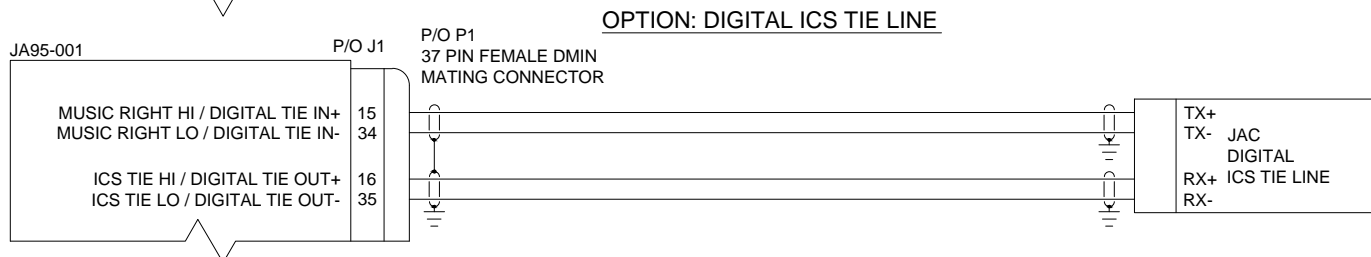 OPTION: DIGITAL ICS TIE LINE
JA95-001
P/O J1
P/O P1
37 PIN FEMALE DMIN
MATING CONNECTOR
MUSIC RIGHT HI / DIGITAL TIE IN+ 15
MUSIC RIGHT LO / DIGITAL TIE IN- 34
ICS TIE HI / DIGITAL TIE OUT+ 16
ICS TIE LO / DIGITAL TIE OUT- 35
TX+
TX- JAC
DIGITAL
RX+ ICS TIE LINE
RX-